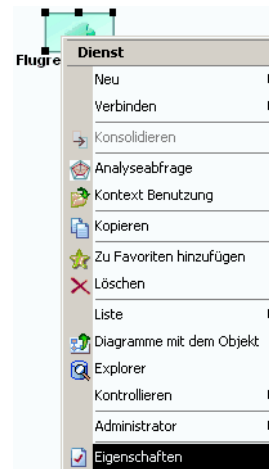 Flugre
Dienst
Neu
Verbinden
Konsolidieren
Analyseabfrage
Kontext Benutzung
Kopieren
Zu Favoriten hinzufügen
Löschen
Liste
Diagramme mit dem Objekt
Explorer
Kontrollieren
Administrator
Eigenschaften